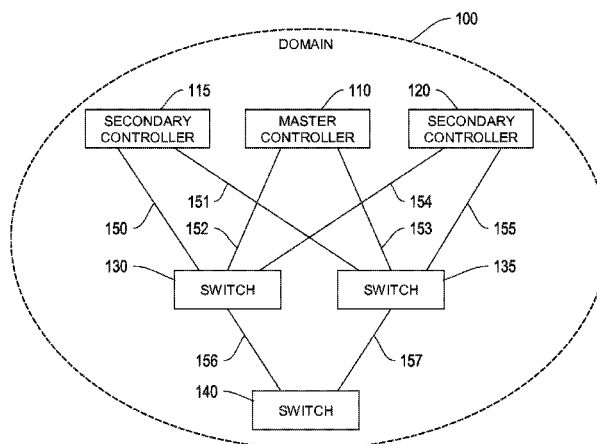 100
DOMAIN
115
110
120
SECONDARY
CONTROLLER
MASTER
CONTROLLER
SECONDARY
CONTROLLER
151
154
150
152
153
155
130
135
SWITCH
SWITCH
156
157
140
SWITCH